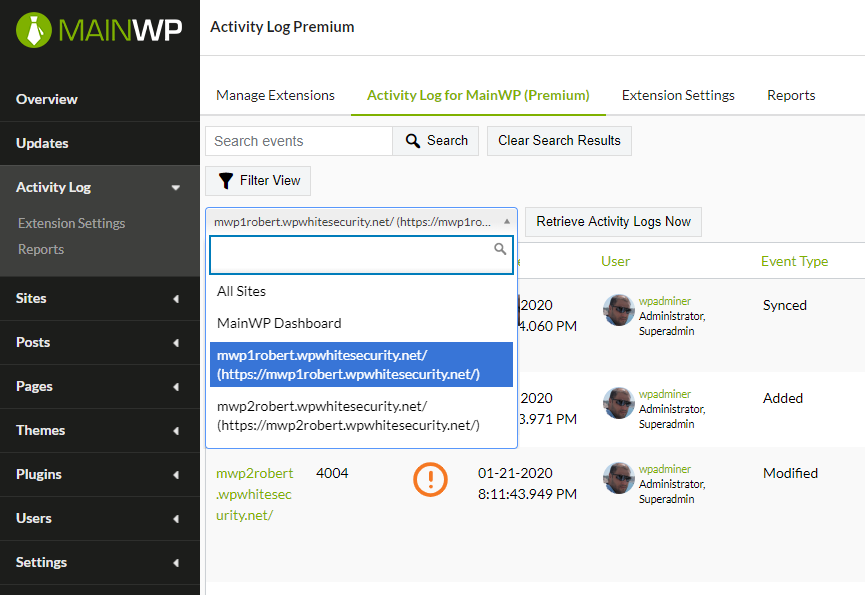 MAINWP
Activity Log Premium
Overview
Updates
Activity Log
Extension Settings
Reports
Sites
Posts
Pages
Themes
Plugins
Users
Settings
Manage Extensions
Activity Log for MainWP (Premium)
Extension Settings
Reports
Search events
Search
Clear Search Results
Filter View
mwp1robert.wpwhitesecurity.net/ (https://mwp1ro...
Retrieve Activity Logs Now
All Sites
MainWP Dashboard
mwp1robert.wpwhitesecurity.net/
(https://mwp1robert.wpwhitesecurity.net/)
mwp2robert.wpwhitesecurity.net/
(https://mwp2robert.wpwhitesecurity.net/)
User
Event Type
2020
4.060 PM
wpadminer
Administrator,
Superadmin
Synced
2020
3.971 PM
wpadminer
Administrator,
Superadmin
Added
mwp2robert
.wpwhitesec
urity.net/
4004
01-21-2020
8:11:43.949 PM
wpadminer
Administrator,
Superadmin
Modified